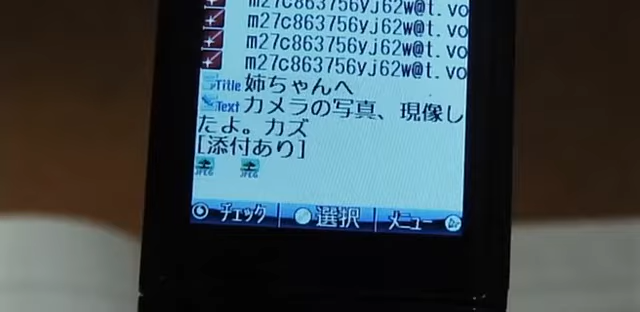 m27c863756yj62w@t.vo
m27c863756yj62w@t.vo
m27c863756yj62w@t.vo
m27c863756yj62w@t.vo
Title 姉ちゃんへ
Text カメラの写真、現像し
たよ。カズ
[添付あり]
JPEG JPEG
チェック 選択 メニュー